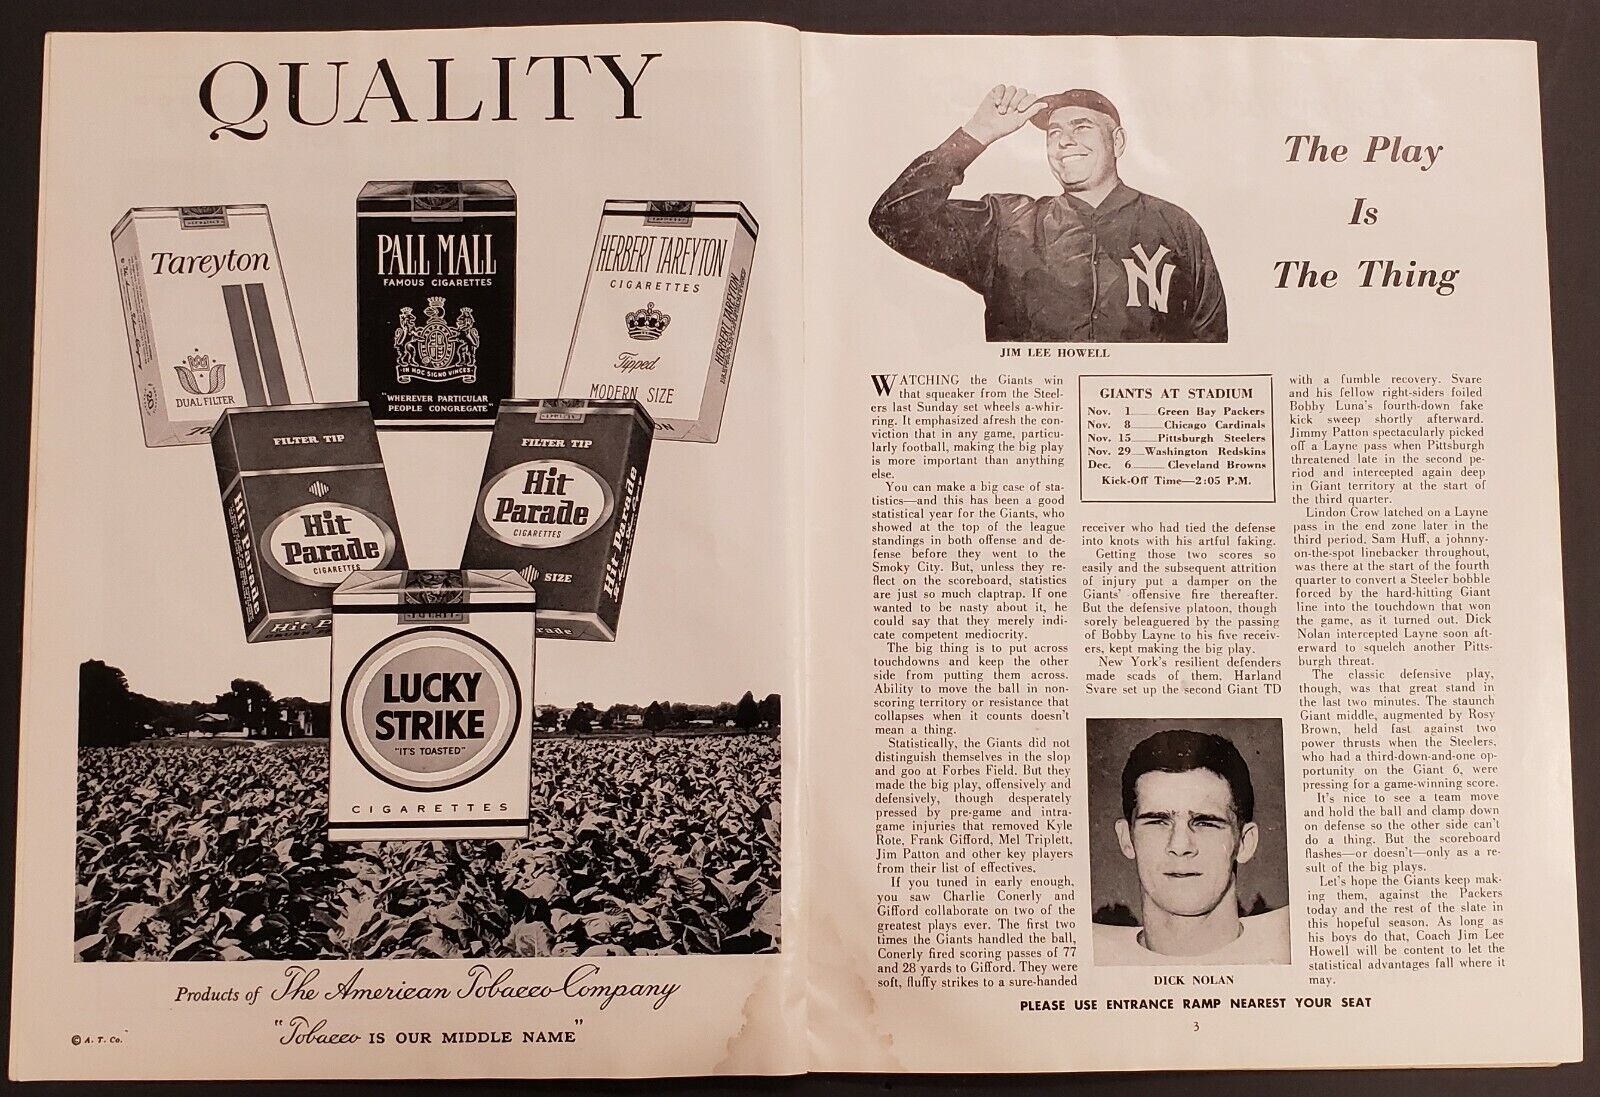 QUALITY
Tareyton
DUAL FILTER
PALL MALL
FAMOUS CIGARETTES
IN HOC SIGNO VINCES
"WHEREVER PARTICULAR
PEOPLE CONGREGATE"
HERBERT TAREYTON
CIGARETTES
Tipped
MODERN SIZE
HERBERT TAREYTON
FILTER TIP
Hit
Parade
CIGARETTES
Hit Parade
FILTER TIP
Hit
Parade
CIGARETTES
SIZE
Hit Parade
LUCKY
STRIKE
"IT'S TOASTED"
CIGARETTES
Products of The American Tobacco Company
"Tobacco IS OUR MIDDLE NAME"
© A. T. Co.
The Play
Is
The Thing
NY
JIM LEE HOWELL
WATCHING the Giants win
that squeaker from the Steel-
ers last Sunday set wheels a-whir-
ring. It emphasized afresh the con-
viction that in any game, particu-
larly football, making the big play
is more important than anything
else.
You can make a big case of sta-
tistics—and this has been a good
statistical year for the Giants, who
showed at the top of the league
standings in both offense and de-
fense before they went to the
Smoky City. But, unless they re-
flect on the scoreboard, statistics
are just so much claptrap. If one
wanted to be nasty about it, he
could say that they merely indi-
cate competent mediocrity.
The big thing is to put across
touchdowns and keep the other
side from putting them across.
Ability to move the ball in non-
scoring territory or resistance that
collapses when it counts doesn't
mean a thing.
Statistically, the Giants did not
distinguish themselves in the slop
and goo at Forbes Field. But they
made the big play, offensively and
defensively, though desperately
pressed by pre-game and intra-
game injuries that removed Kyle
Rote, Frank Gifford, Mel Triplett,
Jim Patton and other key players
from their list of effectives.
If you tuned in early enough,
you saw Charlie Conerly and
Gifford collaborate on two of the
greatest plays ever. The first two
times the Giants handled the ball,
Conerly fired scoring passes of 77
and 28 yards to Gifford. They were
soft, fluffy strikes to a sure-handed
GIANTS AT STADIUM
Nov. 1 Green Bay Packers
Nov. 8 Chicago Cardinals
Nov. 15 Pittsburgh Steelers
Nov. 29 Washington Redskins
Dec. 6 Cleveland Browns
Kick-Off Time—2:05 P.M.
receiver who had tied the defense
into knots with his artful faking.
Getting those two scores so
easily and the subsequent attrition
of injury put a damper on the
Giants' offensive fire thereafter.
But the defensive platoon, though
sorely beleaguered by the passing
of Bobby Layne to his five receiv-
ers, kept making the big play.
New York's resilient defenders
made scads of them. Harland
Svare set up the second Giant TD
DICK NOLAN
with a fumble recovery. Svare
and his fellow right-siders foiled
Bobby Luna's fourth-down fake
kick sweep shortly afterward.
Jimmy Patton spectacularly picked
off a Layne pass when Pittsburgh
threatened late in the second pe-
riod and intercepted again deep
in Giant territory at the start of
the third quarter.
Lindon Crow latched on a Layne
pass in the end zone later in the
third period. Sam Huff, a johnny-
on-the-spot linebacker throughout,
was there at the start of the fourth
quarter to convert a Steeler bobble
forced by the hard-hitting Giant
line into the touchdown that won
the game, as it turned out. Dick
Nolan intercepted Layne soon aft-
erward to squelch another Pitts-
burgh threat.
The classic defensive play,
though, was that great stand in
the last two minutes. The staunch
Giant middle, augmented by Rosy
Brown, held fast against two
power thrusts when the Steelers,
who had a third-down-and-one op-
portunity on the Giant 6, were
pressing for a game-winning score.
It's nice to see a team move
and hold the ball and clamp down
on defense so the other side can't
do a thing. But the scoreboard
flashes—or doesn't—only as a re-
sult of the big plays.
Let's hope the Giants keep mak-
ing them, against the Packers
today and the rest of the slate in
this hopeful season. As long as
his boys do that, Coach Jim Lee
Howell will be content to let the
statistical advantages fall where it
may.
PLEASE USE ENTRANCE RAMP NEAREST YOUR SEAT
3